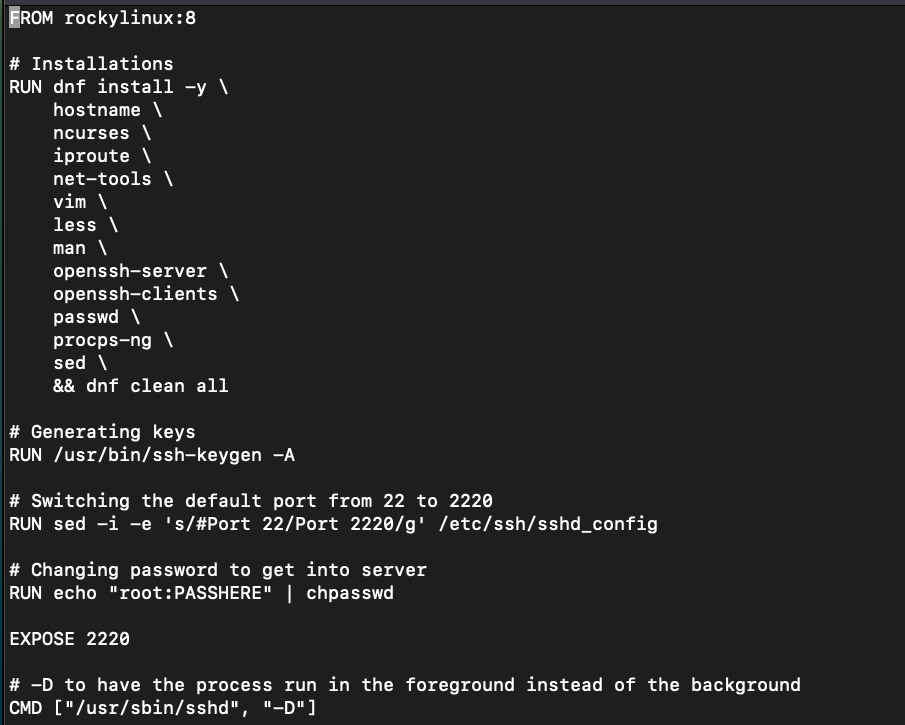 FROM rockylinux:8
# Installations
RUN dnf install -y \
hostname \
ncurses \
iproute \
net-tools \
vim \
less \
man \
openssh-server \
openssh-clients \
passwd \
procps-ng \
sed \
&& dnf clean all
# Generating keys
RUN /usr/bin/ssh-keygen -A
# Switching the default port from 22 to 2220
RUN sed -i -e 's/#Port 22/Port 2220/g' /etc/ssh/sshd_config
# Changing password to get into server
RUN echo "root:PASSHERE" | chpasswd
EXPOSE 2220
# -D to have the process run in the foreground instead of the background
CMD ["/usr/sbin/sshd", "-D"]